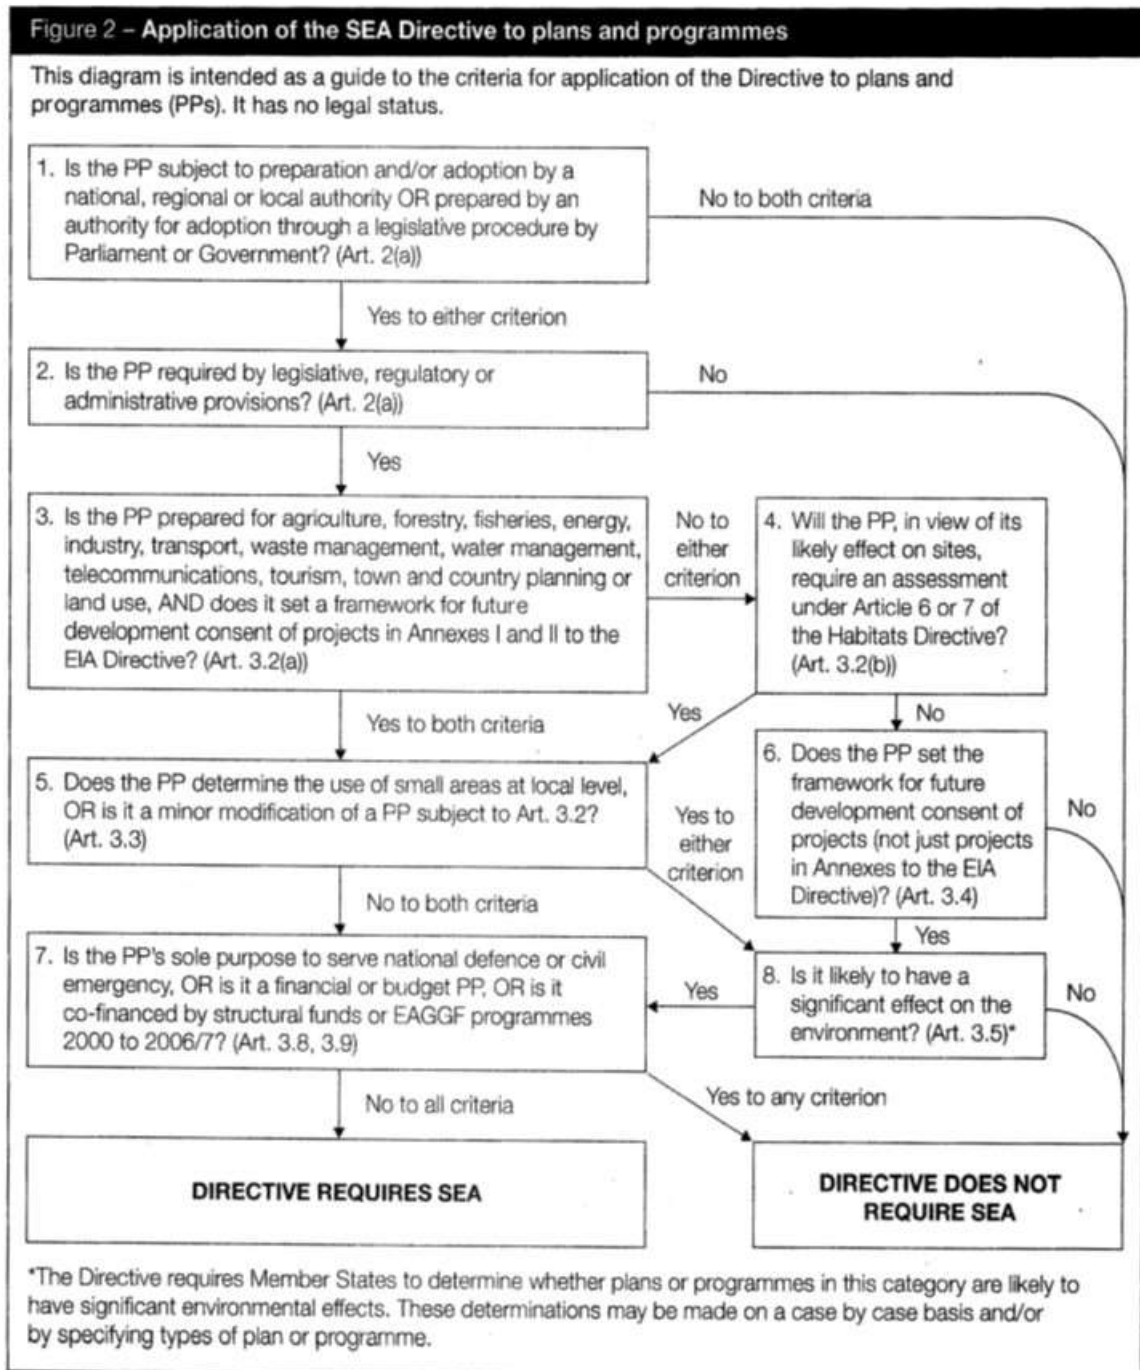 Figure 2 – Application of the SEA Directive to plans and programmes
This diagram is intended as a guide to the criteria for application of the Directive to plans and
programmes (PPs). It has no legal status.
1. Is the PP subject to preparation and/or adoption by a
national, regional or local authority OR prepared by an
authority for adoption through a legislative procedure by
Parliament or Government? (Art. 2(a))
No to both criteria
Yes to either criterion
2. Is the PP required by legislative, regulatory or
administrative provisions? (Art. 2(a))
No
Yes
3. Is the PP prepared for agriculture, forestry, fisheries, energy,
industry, transport, waste management, water management,
telecommunications, tourism, town and country planning or
land use, AND does it set a framework for future
development consent of projects in Annexes I and II to the
EIA Directive? (Art. 3.2(a))
No to
either
criterion
4. Will the PP, in view of its
likely effect on sites,
require an assessment
under Article 6 or 7 of
the Habitats Directive?
(Art. 3.2(b))
Yes to both criteria
Yes
No
5. Does the PP determine the use of small areas at local level,
OR is it a minor modification of a PP subject to Art. 3.2?
(Art. 3.3)
Yes to
either
criterion
6. Does the PP set the
framework for future
development consent of
projects (not just projects
in Annexes to the EIA
Directive)? (Art. 3.4)
No
No to both criteria
Yes
7. Is the PP's sole purpose to serve national defence or civil
emergency, OR is it a financial or budget PP, OR is it
co-financed by structural funds or EAGGF programmes
2000 to 2006/7? (Art. 3.8, 3.9)
Yes
8. Is it likely to have a
significant effect on the
environment? (Art. 3.5)*
No
No to all criteria
Yes to any criterion
DIRECTIVE REQUIRES SEA
DIRECTIVE DOES NOT
REQUIRE SEA
*The Directive requires Member States to determine whether plans or programmes in this category are likely to
have significant environmental effects. These determinations may be made on a case by case basis and/or
by specifying types of plan or programme.